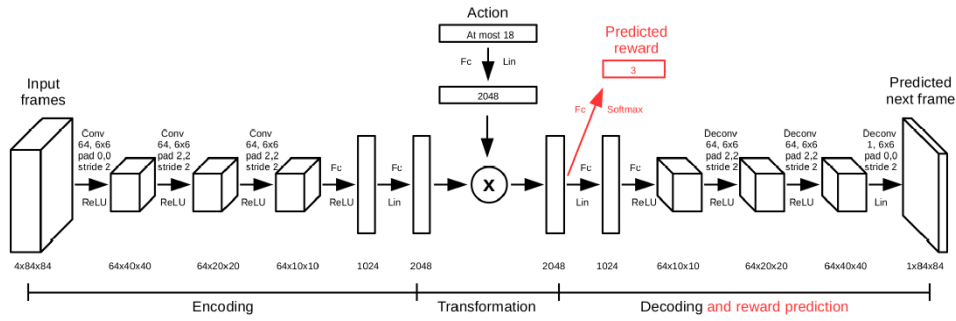 Action
At most 18
Fc Lin
2048
Predicted
reward
3
Fc Softmax
Input
frames
Predicted
next frame
Conv
64, 6x6
pad 0,0
stride 2
ReLU
Conv
64, 6x6
pad 2,2
stride 2
ReLU
Conv
64, 6x6
pad 2,2
stride 2
ReLU
Fc
ReLU
Fc
Lin
X
Fc
Lin
Fc
ReLU
Deconv
64, 6x6
pad 2,2
stride 2
ReLU
Deconv
64, 6x6
pad 2,2
stride 2
ReLU
Deconv
1, 6x6
pad 0,0
stride 2
Lin
4x84x84 64x40x40 64x20x20 64x10x10 1024 2048 2048 1024 64x10x10 64x20x20 64x40x40 1x84x84
Encoding Transformation Decoding and reward prediction